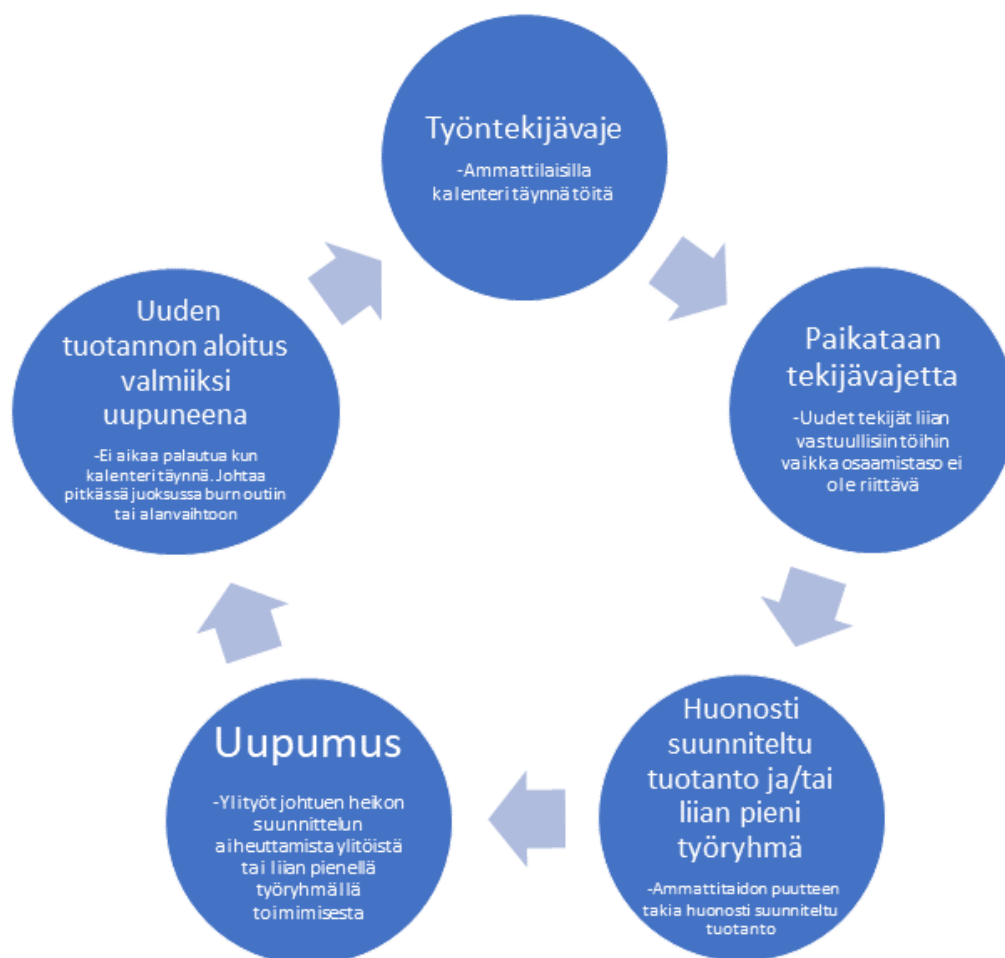 Työntekijävaje
-Ammattilaisilla
kalenteri täynnä töitä
Paikataan
tekijävajetta
-Uudet tekijät liian
vastuullisiin töihin
vaikka osaamistaso ei
ole riittävä
Huonosti
suunniteltu
tuotanto ja/tai
liian pieni
työryhmä
-Ammattitaidon puutteen
takia huonosti suunniteltu
tuotanto
Uupumus
-Ylityöt johtuen heikon
suunnittelun
aiheuttamista ylitöistä
tai liian pienellä
työryhmällä
toimimisesta
Uuden
tuotannon aloitus
valmiiksi
uupuneena
-Ei aikaa palautua kun
kalenteri täynnä. Johtaa
pitkässä juoksussa burn outiin
tai alanvaihtoon